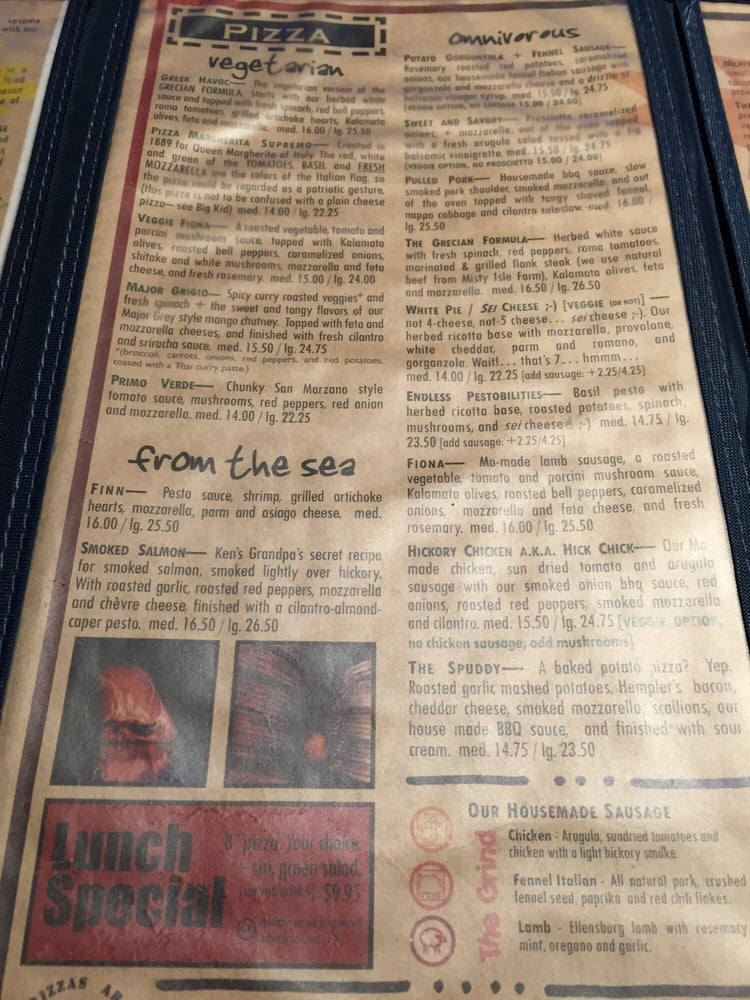 PIZZA
vegetarian
GREEK HAVOC— The vegetarian version of the
GRECIAN FORMULA. Starts with our herbed white
sauce and topped with fresh spinach, red bell peppers,
roma tomatoes, grilled artichoke hearts, Kalamata
olives, feta and mozzarella. med. 16.00 / lg. 25.50
PIZZA MARGHERITA SUPREMO— Created in
1889 for Queen Margherita of Italy. The red, white
and green of the TOMATOES, BASIL and FRESH
MOZZARELLA are the colors of the Italian flag, so
the pizza could be regarded as a patriotic gesture.
(this pizza is not to be confused with a plain cheese
pizza— see Big Kid) med. 14.00 / lg. 22.25
VEGGIE FIONA— A roasted vegetable, tomato and
porcini mushroom sauce, topped with Kalamata
olives, roasted bell peppers, caramelized onions,
shitake and white mushrooms, mozzarella and feta
cheese, and fresh rosemary. med. 15.00 / lg. 24.00
MAJOR GRIGIO— Spicy curry roasted veggies* and
fresh spinach + the sweet and tangy flavors of our
Major Grey style mango chutney. Topped with feta and
mozzarella cheeses, and finished with fresh cilantro
and sriracha sauce. med. 15.50 / lg. 24.75
*(broccoli, carrots, onions, red peppers, and red potatoes,
tossed with a Thai curry paste.)
PRIMO VERDE— Chunky San Marzano style
tomato sauce, mushrooms, red peppers, red onion
and mozzarella. med. 14.00 / lg. 22.25
from the sea
FINN— Pesto sauce, shrimp, grilled artichoke
hearts, mozzarella, parm and asiago cheese. med.
16.00 / lg. 25.50
SMOKED SALMON— Ken's Grandpa's secret recipe
for smoked salmon, smoked lightly over hickory.
With roasted garlic, roasted red peppers, mozzarella
and chèvre cheese, finished with a cilantro-almond-
caper pesto. med. 16.50 / lg. 26.50
Lunch
Special
8" pizza. Your choice.
+ sm. green salad.
(served until 4) $9.95
omnivorous
POTATO GORGONZOLA + FENNEL SAUSAGE—
Rosemary roasted red potatoes, caramelized
onions, our housemade fennel Italian sausage with
gorgonzola and mozzarella cheese and a drizzle of
vinegar syrup. med. 15.50 / lg. 24.75
[VEGGIE OPTION, NO SAUSAGE 15.00 / 24.00]
SWEET AND SAVORY— Prosciutto, caramelized
onions, + mozzarella, out of the oven topped
with a fresh arugula salad tossed with a fig
balsamic vinaigrette. med. 15.50 / lg. 24.75
[VEGGIE OPTION, NO PROSCIUTTO 15.00 / 24.00]
PULLED PORK— Housemade bbq sauce, slow
smoked pork shoulder, smoked mozzarella, and out
of the oven topped with tangy shaved fennel,
nappa cabbage and cilantro coleslaw. med. 16.00 /
lg. 25.50
THE GRECIAN FORMULA— Herbed white sauce
with fresh spinach, red peppers, roma tomatoes,
marinated & grilled flank steak (we use natural
beef from Misty Isle Farm), Kalamata olives, feta
and mozzarella. med. 16.50 / lg. 26.50
WHITE PIE / SEI CHEESE ;-) [VEGGIE (OR NOT)] —
not 4-cheese, not-5 cheese... sei cheese ;-). Our
herbed ricotta base with mozzarella, provolone,
white cheddar, parm and romano, and
gorgonzola. Wait!... that's 7... hmmm...
med. 14.00 / lg. 22.25 [add sausage: +2.25/4.25]
ENDLESS PESTOBILITIES— Basil pesto with
herbed ricotta base, roasted potatoes, spinach,
mushrooms, and sei cheese ;-) med. 14.75 / lg.
23.50 [add sausage: +2.25/4.25]
FIONA— Mo-made lamb sausage, a roasted
vegetable, tomato and porcini mushroom sauce,
Kalamata olives, roasted bell peppers, caramelized
onions, mozzarella and feta cheese, and fresh
rosemary. med. 16.00 / lg. 25.50
HICKORY CHICKEN A.K.A. HICK CHICK— Our Mo-
made chicken, sun dried tomato and arugula
sausage with our smoked onion bbq sauce, red
onions, roasted red peppers, smoked mozzarella
and cilantro. med. 15.50 / lg. 24.75 [VEGGIE OPTION,
no chicken sausage, add mushrooms]
THE SPUDDY— A baked potato pizza? Yep.
Roasted garlic mashed potatoes, Hempler's bacon,
cheddar cheese, smoked mozzarella, scallions, our
house made BBQ sauce, and finished with sour
cream. med. 14.75 / lg. 23.50
OUR HOUSEMADE SAUSAGE
The Grind
Chicken - Arugula, sundried tomatoes and
chicken with a light hickory smoke.
Fennel Italian - All natural pork, crushed
fennel seed, paprika and red chili flakes.
Lamb - Ellensburg lamb with rosemary
mint, oregano and garlic.
PIZZAS